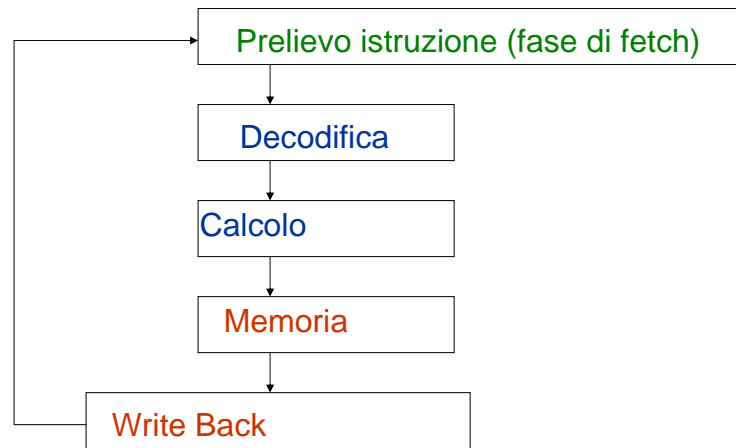 Prelievo istruzione (fase di fetch)
Decodifica
Calcolo
Memoria
Write Back